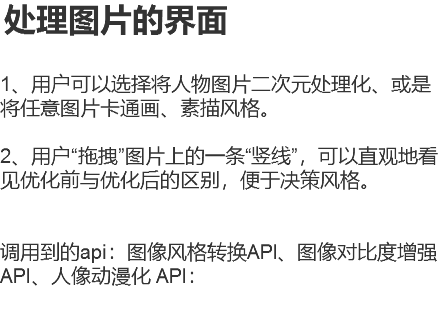 处理图片的界面
1、用户可以选择将人物图片二次元处理化、或是
将任意图片卡通画、素描风格。
2、用户“拖拽”图片上的一条“竖线”，可以直观地看
见优化前与优化后的区别，便于决策风格。
调用到的api：图像风格转换API、图像对比度增强
API、人像动漫化 API：